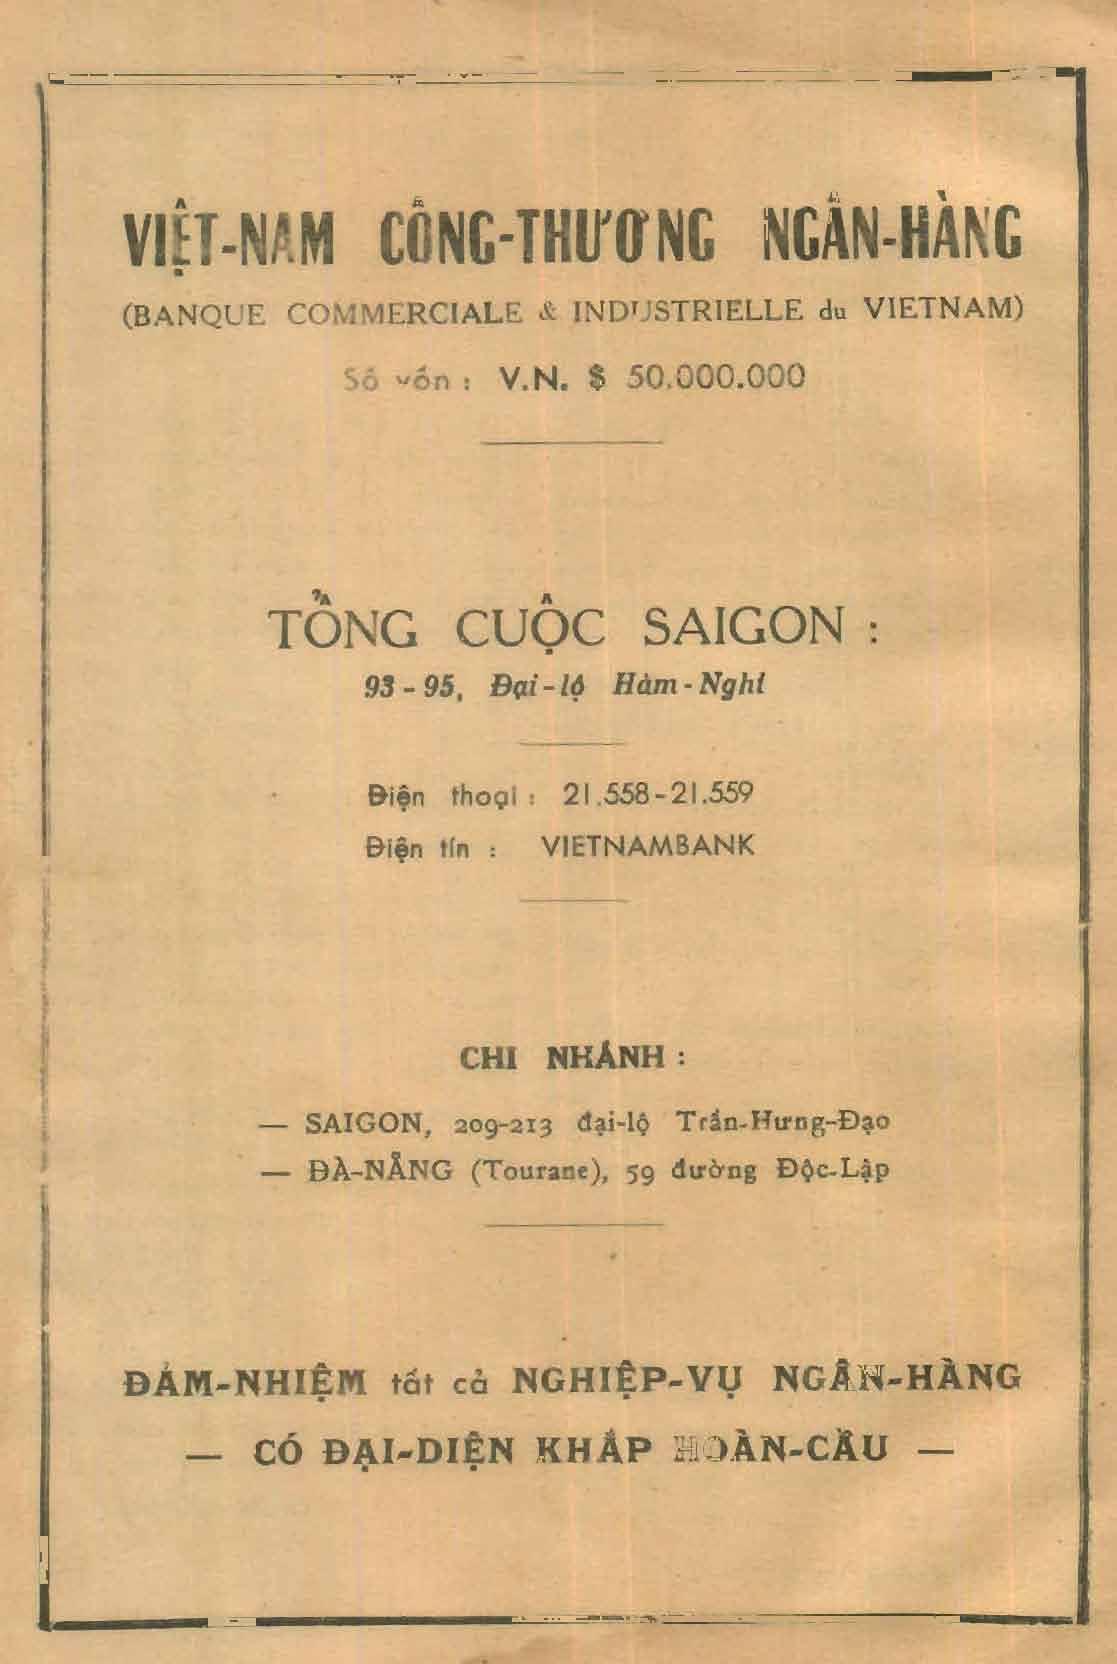 VIỆT-NAM CÔNG-THƯƠNG NGÂN-HÀNG
(BANQUE COMMERCIALE & INDUSTRIELLE du VIETNAM)
Số vốn : V.N. $ 50.000.000
TỔNG CUỘC SAIGON :
93 - 95, Đại-lộ Hàm-Nghi
Điện thoại : 21.558-21.559
Điện tín : VIETNAMBANK
CHI NHÁNH :
— SAIGON, 209-213 đại-lộ Trần-Hưng-Đạo
— ĐÀ-NẴNG (Tourane), 59 đường Độc-Lập
ĐẢM-NHIỆM tất cả NGHIỆP-VỤ NGÂN-HÀNG
— CÓ ĐẠI-DIỆN KHẮP HOÀN-CẦU —